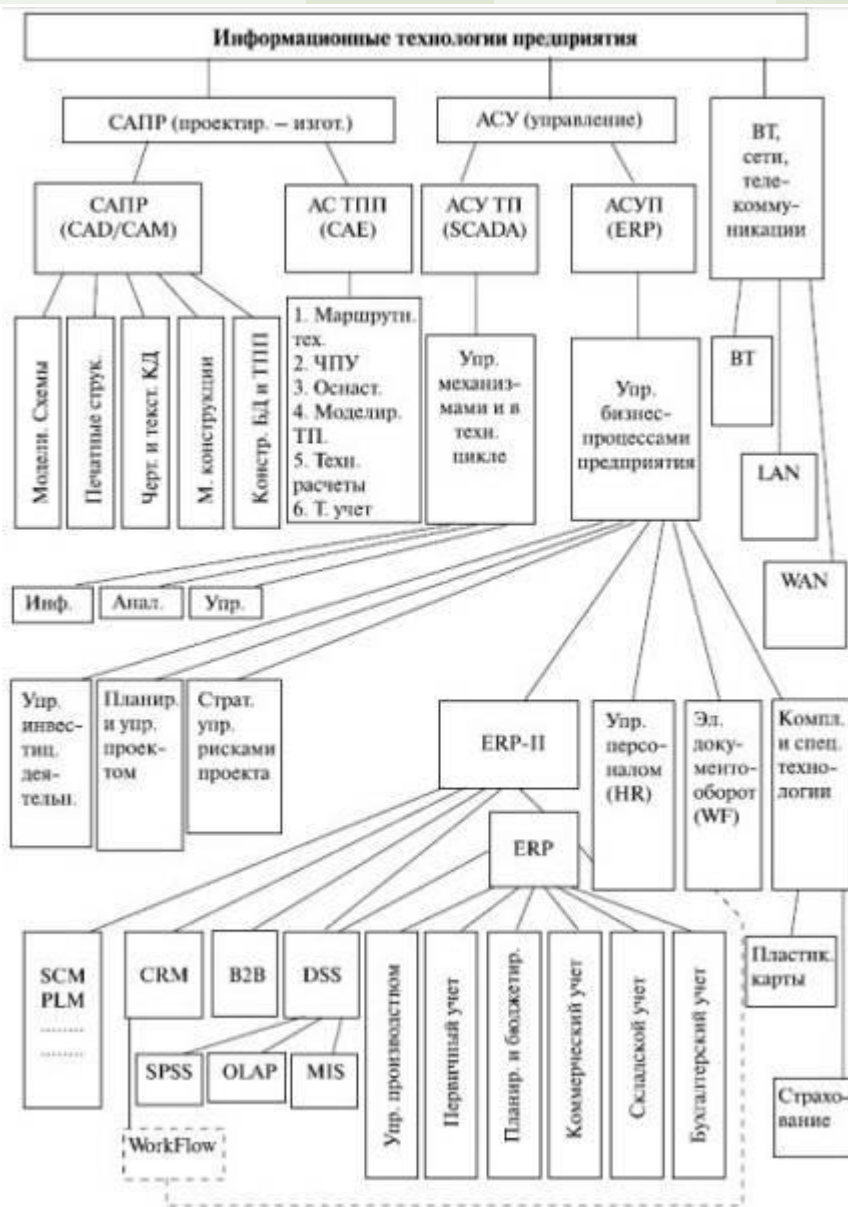 Информационные технологии предприятия
САПР (проектир. – изгот.)
АСУ (управление)
ВТ,
сети,
теле-
комму-
никации
САПР
(CAD/CAM)
АС ТПП
(CAE)
АСУ ТП
(SCADA)
АСУП
(ERP)
Модели. Схемы
Печатные струк.
Черт. и текст. КД
М. конструкции
Констр. БД и ТПП
1. Маршрутн.
тех.
2. ЧПУ
3. Оснаст.
4. Моделир.
ТП.
5. Техн.
расчеты
6. Т. учет
Упр.
механиз-
мами и в
техн.
цикле
Упр.
бизнес-
процессами
предприятия
ВТ
LAN
WAN
Инф.
Анал.
Упр.
Упр.
инвес-
тиц.
дея-
тельн.
Планир.
и упр.
проек-
том
Страт.
упр.
рисками
проекта
ERP-II
Упр.
персо-
налом
(HR)
Эл.
доку-
менто-
оборот
(WF)
Компл.
и спец.
техно-
логии
ERP
SCM
PLM
........
........
CRM
B2B
DSS
SPSS
OLAP
MIS
Упр. производством
Первичный учет
Планир. и бюджетир.
Коммерческий учет
Складской учет
Бухгалтерский учет
Пластик.
карты
Страхо-
вание
WorkFlow